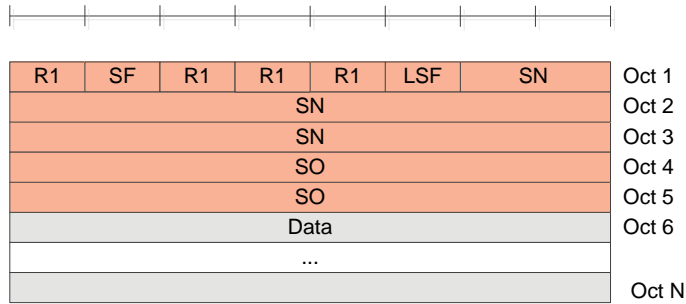 R1 SF R1 R1 R1 LSF SN Oct 1
SN Oct 2
SN Oct 3
SO Oct 4
SO Oct 5
Data Oct 6
...
Oct N